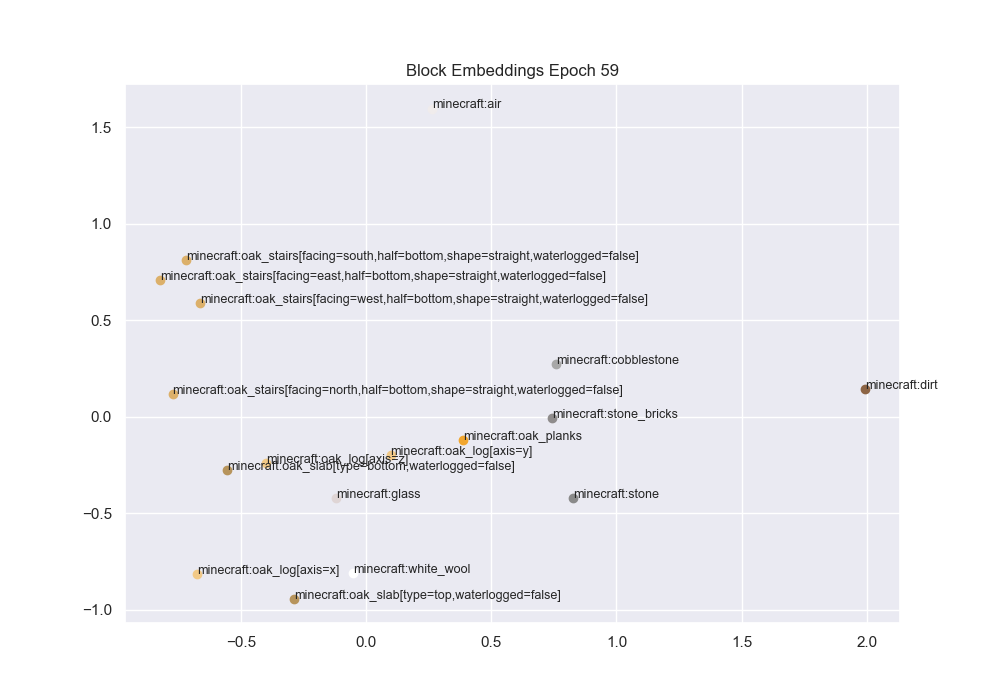 Block Embeddings Epoch 59
minecraft:air
1.5
1.0
minecraft:oak_stairs[facing=south,half=bottom,shape=straight,waterlogged=false]
minecraft:oak_stairs[facing=east,half=bottom,shape=straight,waterlogged=false]
minecraft:oak_stairs[facing=west,half=bottom,shape=straight,waterlogged=false]
0.5
minecraft:cobblestone
minecraft:dirt
minecraft:oak_stairs[facing=north,half=bottom,shape=straight,waterlogged=false]
0.0
minecraft:stone_bricks
minecraft:oak_planks
minecraft:oak_log[axis=y]
minecraft:oak_log[axis=z]
minecraft:oak_slab[type=bottom,waterlogged=false]
minecraft:glass
minecraft:stone
−0.5
minecraft:oak_log[axis=x]
minecraft:white_wool
minecraft:oak_slab[type=top,waterlogged=false]
−1.0
−0.5 0.0 0.5 1.0 1.5 2.0